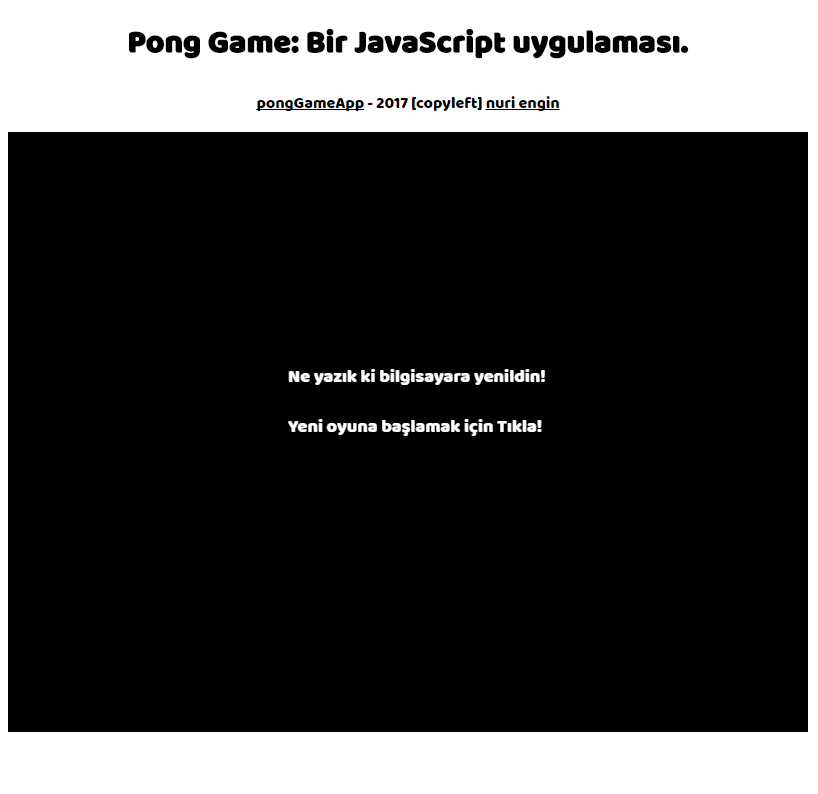 Pong Game: Bir JavaScript uygulaması.
pongGameApp - 2017 [copyleft] nuri engin
Ne yazık ki bilgisayara yenildin!
Yeni oyuna başlamak için Tıkla!